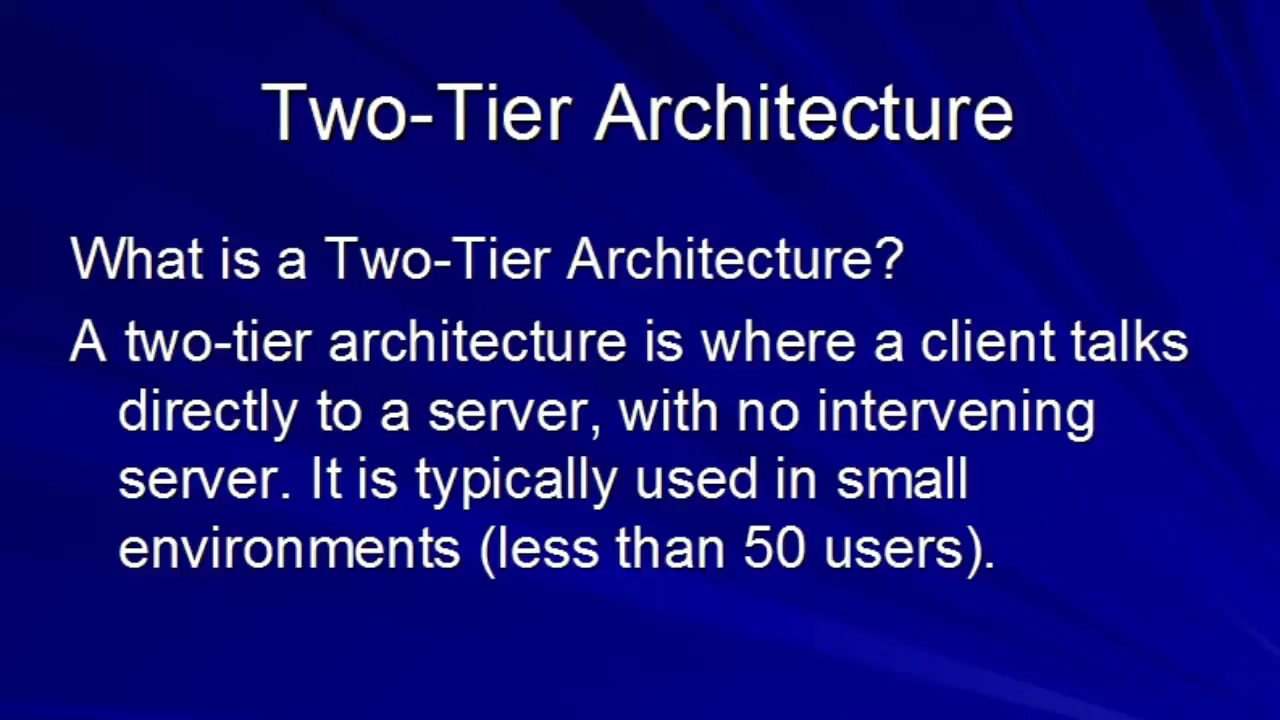 Two-Tier Architecture
What is a Two-Tier Architecture?
A two-tier architecture is where a client talks
directly to a server, with no intervening
server. It is typically used in small
environments (less than 50 users).